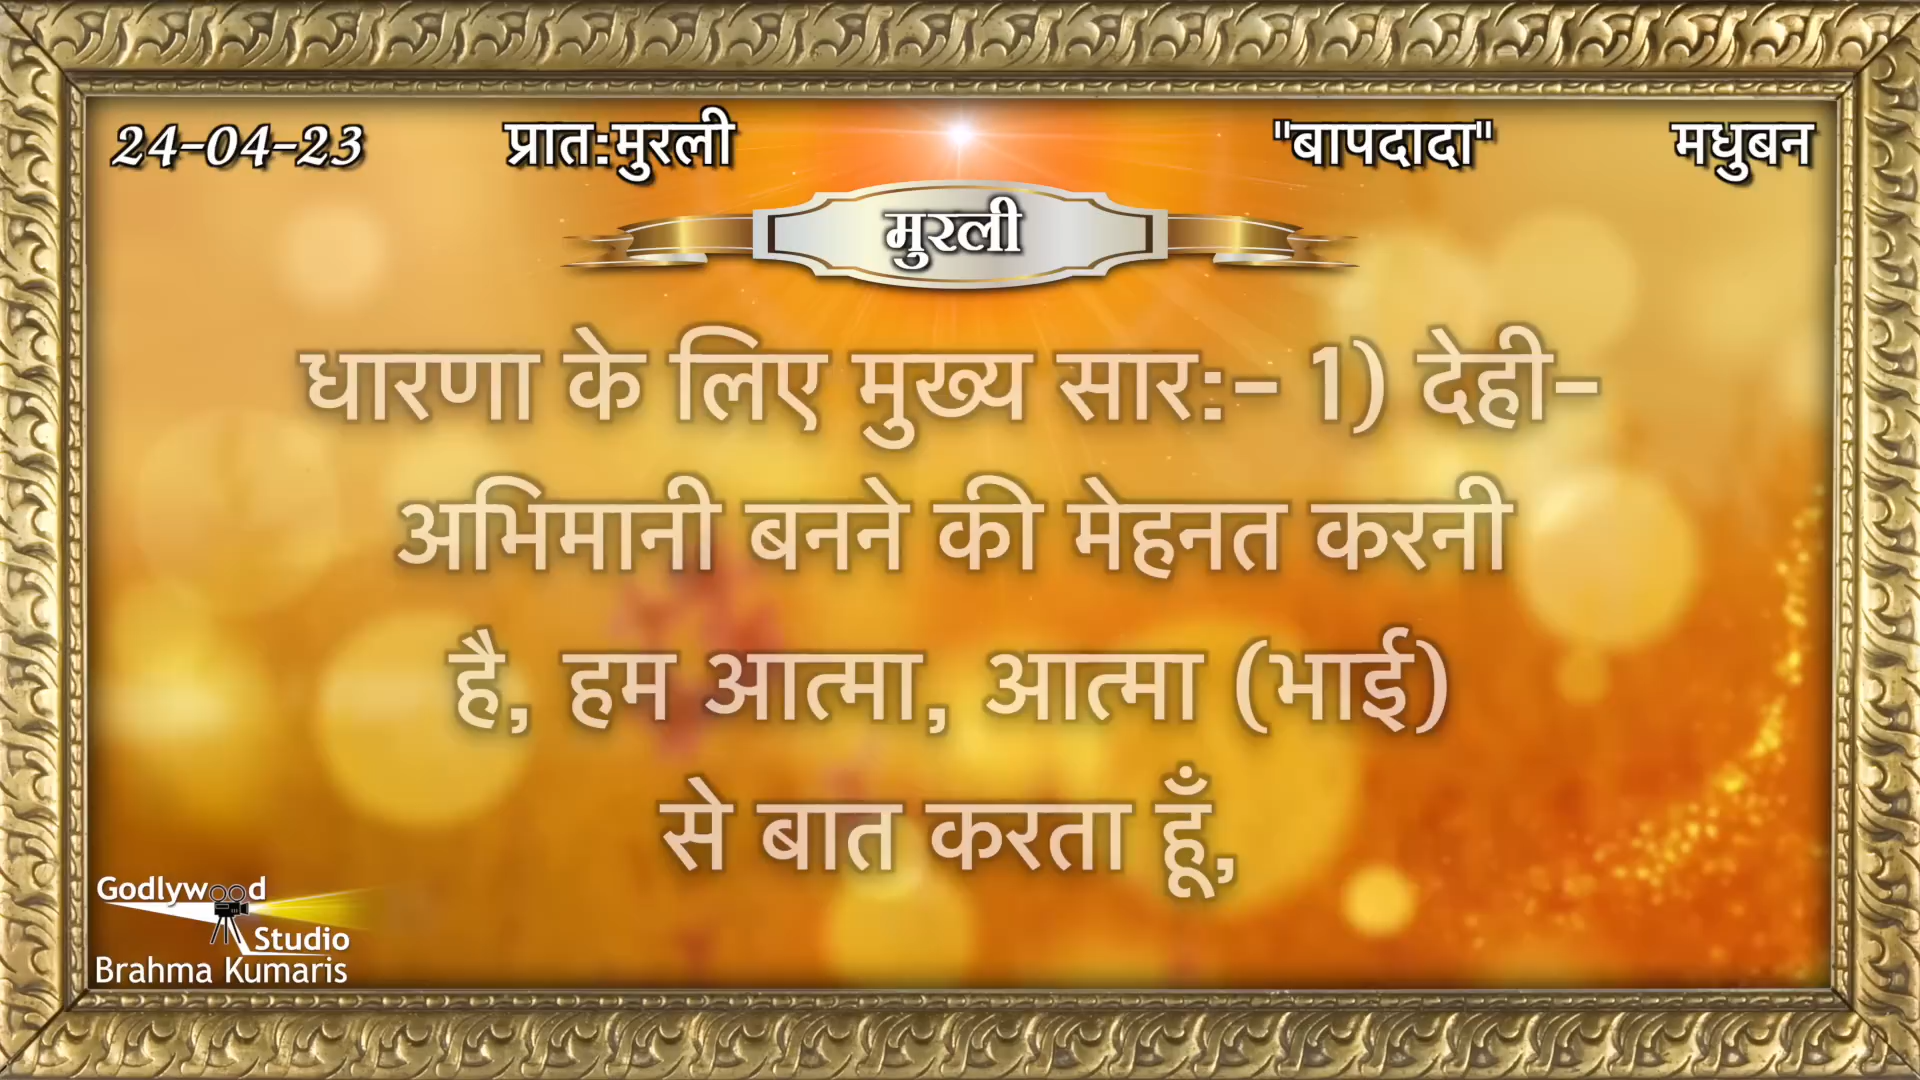 24-04-23 प्रात:मुरली "बापदादा" मधुबन
मुरली
धारणा के लिए मुख्य सार:- 1) देही-
अभिमानी बनने की मेहनत करनी
है, हम आत्मा, आत्मा (भाई)
से बात करता हूँ,
Godlywood
Studio
Brahma Kumaris